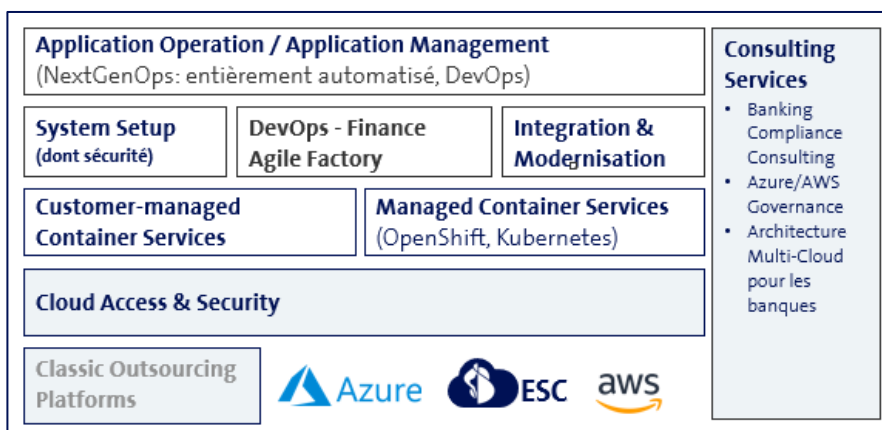 Application Operation / Application Management
(NextGenOps: entièrement automatisé, DevOps)
System Setup
(dont sécurité)
DevOps - Finance
Agile Factory
Integration &
Modernisation
Customer-managed
Container Services
Managed Container Services
(OpenShift, Kubernetes)
Cloud Access & Security
Classic Outsourcing
Platforms
Azure
ESC
aws
Consulting
Services
• Banking
Compliance
Consulting
• Azure/AWS
Governance
• Architecture
Multi-Cloud
pour les
banques